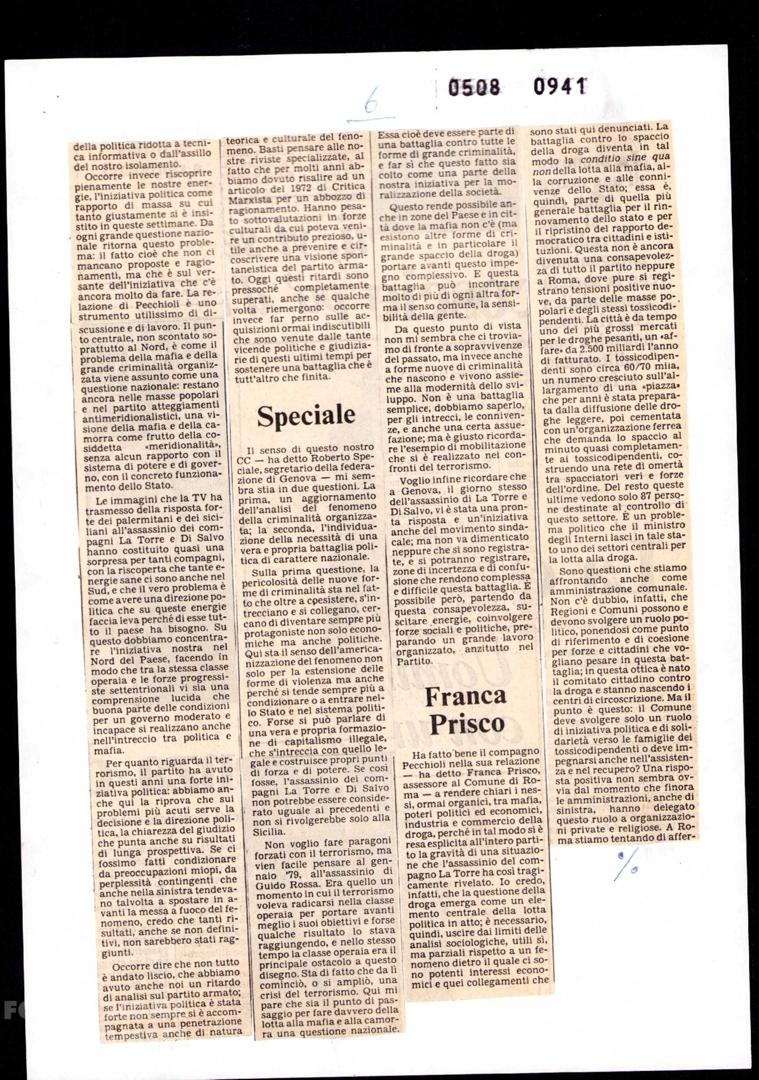 0508 0941
6
della politica ridotta a tecni-
ca informativa o dall'assillo
del nostro isolamento.
Occorre invece riscoprire
pienamente le nostre ener-
gie, l'iniziativa politica come
rapporto di massa su cui
tanto giustamente si è insi-
stito in queste settimane. Da
ogni grande questione nazio-
nale ritorna questo proble-
ma: il fatto cioè che non ci
mancano proposte e ragio-
namenti, ma che è sul ver-
sante dell'iniziativa che c'è
ancora molto da fare. La re-
lazione di Pecchioli è uno
strumento utilissimo di di-
scussione e di lavoro. Il pun-
to centrale, non scontato so-
prattutto al Nord, è come il
problema della mafia e della
grande criminalità organiz-
zata viene assunto come una
questione nazionale: restano
ancora nelle masse popolari
e nel partito atteggiamenti
antimeridionalistici, una vi-
sione della mafia e della ca-
morra come frutto della co-
siddetta «meridionalità»,
senza alcun rapporto con il
sistema di potere e di gover-
no, con il concreto funziona-
mento dello Stato.
Le immagini che la TV ha
trasmesso della risposta for-
te dei palermitani e dei sici-
liani all'assassinio dei com-
pagni La Torre e Di Salvo
hanno costituito quasi una
sorpresa per tanti compagni,
con la riscoperta che tante e-
nergie sane ci sono anche nel
Sud, e che il vero problema è
come avere una direzione po-
litica che su queste energie
faccia leva perché di esse tut-
to il paese ha bisogno. Su
questo dobbiamo concentra-
re l'iniziativa nostra nel
Nord del Paese, facendo in
modo che tra la stessa classe
operaia e le forze progressi-
ste settentrionali vi sia una
comprensione lucida che
buona parte delle condizioni
per un governo moderato e
incapace si realizzano anche
nell'intreccio tra politica e
mafia.
Per quanto riguarda il ter-
rorismo, il partito ha avuto
in questi anni una forte ini-
ziativa politica: abbiamo an-
che qui la riprova che sui
problemi più acuti serve la
decisione e la direzione poli-
tica, la chiarezza del giudizio
che punta anche su risultati
di lunga prospettiva. Se ci
fossimo fatti condizionare
da preoccupazioni miopi, da
perplessità contingenti che
anche nella sinistra tendeva-
no talvolta a spostare in a-
vanti la messa a fuoco del fe-
nomeno, credo che tanti ri-
sultati, anche se non defini-
tivi, non sarebbero stati rag-
giunti.
Occorre dire che non tutto
è andato liscio, che abbiamo
avuto anche noi un ritardo
di analisi sul partito armato;
se l'iniziativa politica è stata
forte non sempre si è accom-
pagnata a una penetrazione
tempestiva anche di natura
teorica e culturale del feno-
meno. Basti pensare alle no-
stre riviste specializzate, al
fatto che per molti anni ab-
biamo dovuto risalire ad un
articolo del 1972 di Critica
Marxista per un abbozzo di
ragionamento. Hanno pesa-
to sottovalutazioni in forze
culturali da cui poteva veni-
re un contributo prezioso, u-
tile anche a prevenire e cir-
coscrivere una visione spon-
taneistica del partito arma-
to. Oggi questi ritardi sono
pressoché completamente
superati, anche se qualche
volta riemergono: occorre
invece far perno sulle ac-
quisizioni ormai indiscutibili
che sono venute dalle tante
vicende politiche e giudizia-
rie di questi ultimi tempi per
sostenere una battaglia che è
tutt'altro che finita.
Speciale
Il senso di questo nostro
CC — ha detto Roberto Spe-
ciale, segretario della federa-
zione di Genova — mi sem-
bra stia in due questioni. La
prima, un aggiornamento
dell'analisi del fenomeno
della criminalità organizza-
ta; la seconda, l'individua-
zione della necessità di una
vera e propria battaglia poli-
tica di carattere nazionale.
Sulla prima questione, la
pericolosità delle nuove for-
me di criminalità sta nel fat-
to che oltre a coesistere, s'in-
trecciano e si collegano, cer-
cano di diventare sempre più
protagoniste non solo econo-
miche ma anche politiche.
Qui sta il senso dell'america-
nizzazione del fenomeno non
solo per la estensione delle
forme di violenza ma anche
perché si tende sempre più a
condizionare o a entrare nel-
lo Stato e nel sistema politi-
co. Forse si può parlare di
una vera e propria formazio-
ne di capitalismo illegale,
che s'intreccia con quello le-
gale e costruisce propri punti
di forza e di potere. Se così
fosse, l'assassinio dei com-
pagni La Torre e Di Salvo
non potrebbe essere conside-
rato uguale ai precedenti e
non si rivolgerebbe solo alla
Sicilia.
Non voglio fare paragoni
forzati con il terrorismo, ma
vien facile pensare al gen-
naio '79, all'assassinio di
Guido Rossa. Era quello un
momento in cui il terrorismo
voleva radicarsi nella classe
operaia per portare avanti
meglio i suoi obiettivi e forse
qualche risultato lo stava
raggiungendo, e nello stesso
tempo la classe operaia era il
principale ostacolo a questo
disegno. Sta di fatto che da lì
cominciò, o si ampliò, una
crisi del terrorismo. Qui mi
pare che sia il punto di pas-
saggio per fare davvero della
lotta alla mafia e alla camor-
ra una questione nazionale.
Essa cioè deve essere parte di
una battaglia contro tutte le
forme di grande criminalità,
e far sì che questo fatto sia
colto come una parte della
nostra iniziativa per la mo-
ralizzazione della società.
Questo rende possibile an-
che in zone del Paese e in cit-
tà dove la mafia non c'è (ma
esistono altre forme di cri-
minalità e in particolare il
grande spaccio della droga)
portare avanti questo impe-
gno complessivo. E questa
battaglia può incontrare
molto di più di ogni altra for-
ma il senso comune, la sensi-
bilità della gente.
Da questo punto di vista
non mi sembra che ci trovia-
mo di fronte a sopravvivenze
del passato, ma invece anche
a forme nuove di criminalità
che nascono e vivono assie-
me alla modernità dello svi-
luppo. Non è una battaglia
semplice, dobbiamo saperlo,
per gli intrecci, le conniven-
ze, e anche una certa assue-
fazione; ma è giusto ricorda-
re l'esempio di mobilitazione
che si è realizzato nei con-
fronti del terrorismo.
Voglio infine ricordare che
a Genova, il giorno stesso
dell'assassinio di La Torre e
Di Salvo, vi è stata una pron-
ta risposta e un'iniziativa
anche del movimento sinda-
cale; ma non va dimenticato
neppure che si sono registra-
te, e si potranno registrare,
zone di incertezza e di confu-
sione che rendono complessa
e difficile questa battaglia. È
possibile però, partendo da
questa consapevolezza, su-
scitare energie, coinvolgere
forze sociali e politiche, pre-
parando un grande lavoro
organizzato, anzitutto nel
Partito.
Franca
Prisco
Ha fatto bene il compagno
Pecchioli nella sua relazione
— ha detto Franca Prisco,
assessore al Comune di Ro-
ma — a rendere chiari i nes-
si, ormai organici, tra mafia,
poteri politici ed economici,
industria e commercio della
droga, perché in tal modo si è
resa esplicita all'intero parti-
to la gravità di una situazio-
ne che l'assassinio del com-
pagno La Torre ha così tragi-
camente rivelato. Io credo,
infatti, che la questione della
droga emerga come un ele-
mento centrale della lotta
politica in atto; è necessario,
quindi, uscire dai limiti delle
analisi sociologiche, utili sì,
ma parziali rispetto a un fe-
nomeno dietro il quale ci so-
no potenti interessi econo-
mici e quei collegamenti che
sono stati qui denunciati. La
battaglia contro lo spaccio
della droga diventa in tal
modo la conditio sine qua
non della lotta alla mafia, al-
la corruzione e alle conni-
venze dello Stato; essa è,
quindi, parte di quella più
generale battaglia per il rin-
novamento dello stato e per
il ripristino del rapporto de-
mocratico tra cittadini e isti-
tuzioni. Questa non è ancora
divenuta una consapevolez-
za di tutto il partito neppure
a Roma, dove pure si regi-
strano tensioni positive nuo-
ve, da parte delle masse po-
polari e degli stessi tossicodi-
pendenti. La città è da tempo
uno dei più grossi mercati
per le droghe pesanti, un «af-
fare» da 2.500 miliardi l'anno
di fatturato. I tossicodipen-
denti sono circa 60/70 mila,
un numero cresciuto sull'al-
largamento di una «piazza»
che per anni è stata prepara-
ta dalla diffusione delle dro-
ghe leggere, poi cementata
con un'organizzazione ferrea
che demanda lo spaccio al
minuto quasi completamen-
te ai tossicodipendenti, co-
struendo una rete di omertà
tra spacciatori veri e forze
dell'ordine. Del resto queste
ultime vedono solo 87 perso-
ne destinate al controllo di
questo settore. È un proble-
ma politico che il ministro
degli Interni lasci in tale sta-
to uno dei settori centrali per
la lotta alla droga.
Sono questioni che stiamo
affrontando anche come
amministrazione comunale.
Non c'è dubbio, infatti, che
Regioni e Comuni possono e
devono svolgere un ruolo po-
litico, ponendosi come punto
di riferimento e di coesione
per forze e cittadini che vo-
gliano pesare in questa bat-
taglia; in questa ottica è nato
il comitato cittadino contro
la droga e stanno nascendo i
centri di circoscrizione. Ma il
punto è questo: il Comune
deve svolgere solo un ruolo
di iniziativa politica e di soli-
darietà verso le famiglie dei
tossicodipendenti o deve im-
pegnarsi anche nell'assisten-
za e nel recupero? Una rispo-
sta positiva non sembra ov-
via dal momento che finora
le amministrazioni, anche di
sinistra, hanno delegato
questo ruolo a organizzazio-
ni private e religiose. A Ro-
ma stiamo tentando di affer-
%